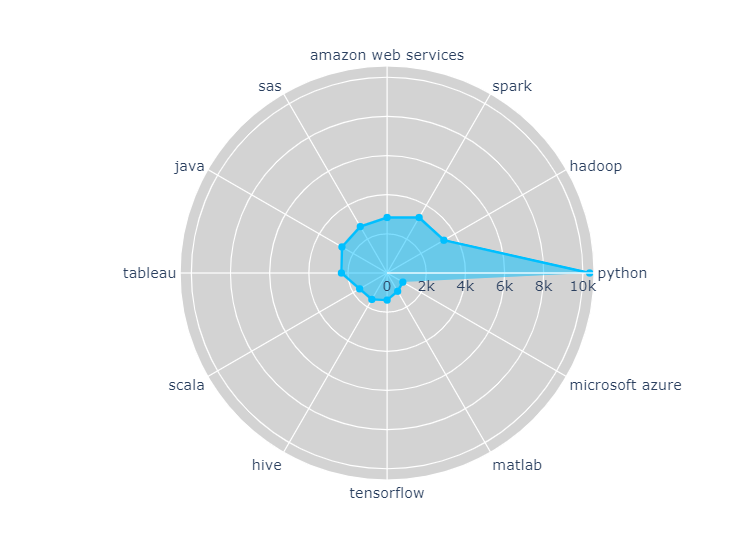 amazon web services
sas
spark
java
hadoop
tableau
python
0 2k 4k 6k 8k 10k
scala
microsoft azure
hive
matlab
tensorflow